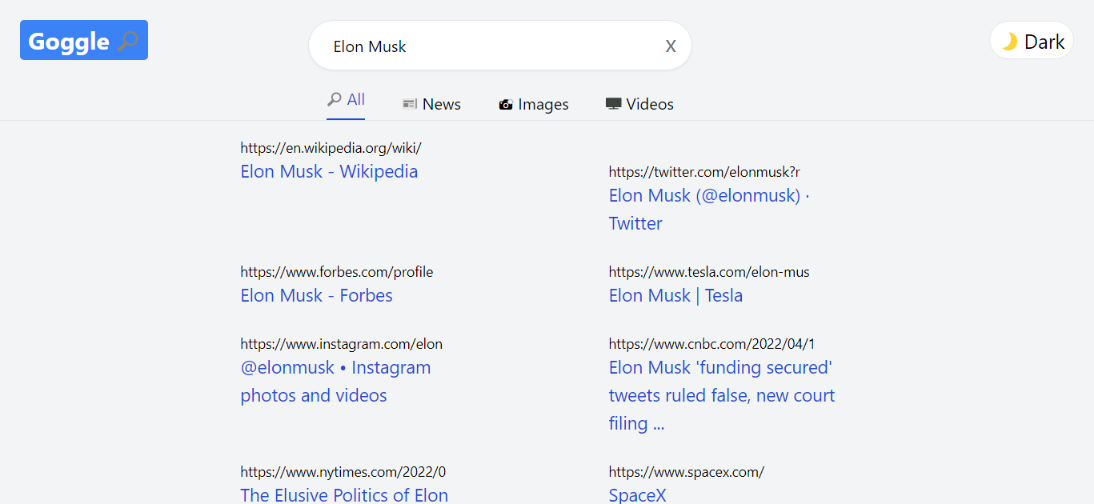 Goggle
Elon Musk
X
Dark
All
News
Images
Videos
https://en.wikipedia.org/wiki/
Elon Musk - Wikipedia
https://twitter.com/elonmusk?r
Elon Musk (@elonmusk) ·
Twitter
https://www.forbes.com/profile
Elon Musk - Forbes
https://www.tesla.com/elon-mus
Elon Musk | Tesla
https://www.instagram.com/elon
@elonmusk • Instagram
photos and videos
https://www.cnbc.com/2022/04/1
Elon Musk 'funding secured'
tweets ruled false, new court
filing ...
https://www.nytimes.com/2022/0
The Elusive Politics of Elon
https://www.spacex.com/
SpaceX